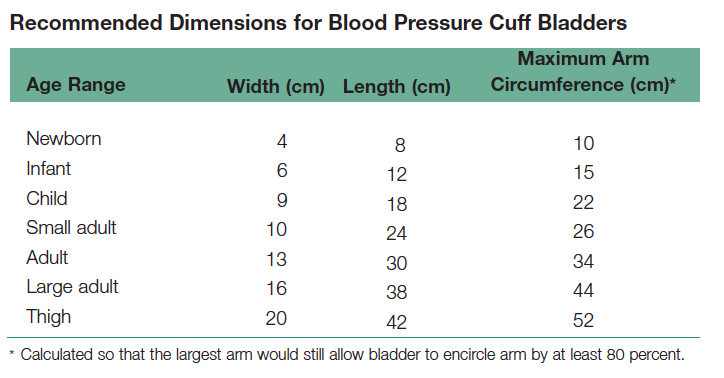 Recommended Dimensions for Blood Pressure Cuff Bladders
Maximum Arm
Age Range Width (cm) Length (cm) Circumference (cm)*
Newborn 4 8 10
Infant 6 12 15
Child 9 18 22
Small adult 10 24 26
Adult 13 30 34
Large adult 16 38 44
Thigh 20 42 52
* Calculated so that the largest arm would still allow bladder to encircle arm by at least 80 percent.